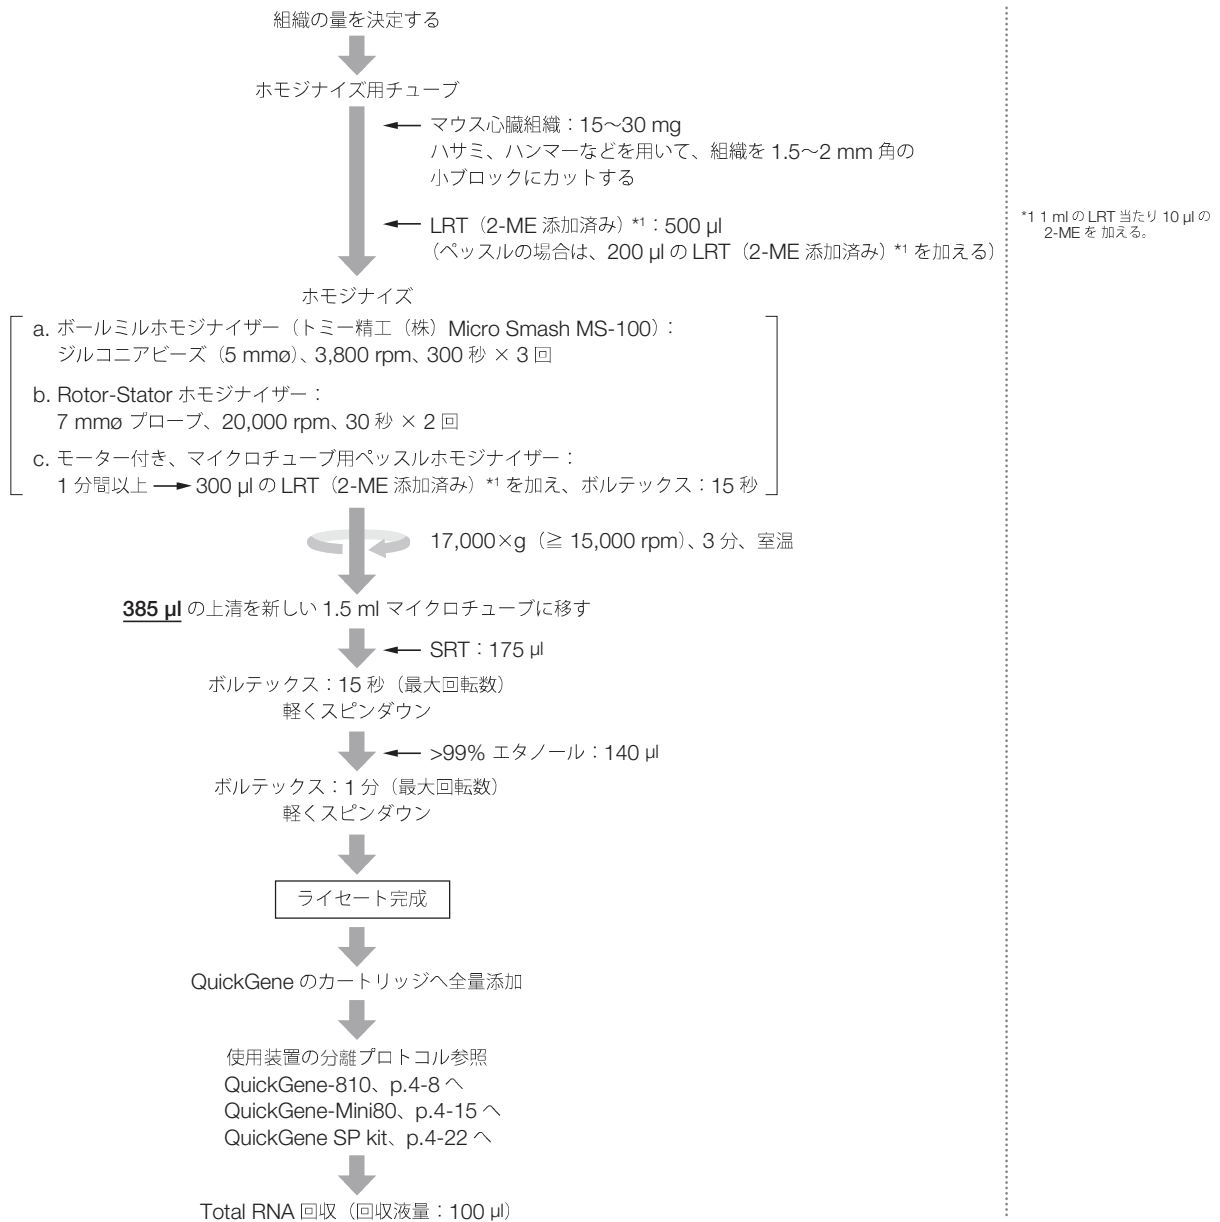 組織の量を決定する
ホモジナイズ用チューブ
マウス心臓組織：15～30 mg
ハサミ、ハンマーなどを用いて、組織を 1.5～2 mm 角の
小ブロックにカットする
LRT（2-ME 添加済み）*1：500 µl
（ペッスルの場合は、200 µl の LRT（2-ME 添加済み）*1 を加える）
*1 1 ml の LRT 当たり 10 µl の
2-ME を 加える。
ホモジナイズ
a. ボールミルホモジナイザー（トミー精工（株）Micro Smash MS-100）：
ジルコニアビーズ（5 mmø）、3,800 rpm、300 秒 × 3 回
b. Rotor-Stator ホモジナイザー：
7 mmø プローブ、20,000 rpm、30 秒 × 2 回
c. モーター付き、マイクロチューブ用ペッスルホモジナイザー：
1 分間以上 → 300 µl の LRT（2-ME 添加済み）*1 を加え、ボルテックス：15 秒
17,000×g（≧ 15,000 rpm）、3 分、室温
385 µl の上清を新しい 1.5 ml マイクロチューブに移す
SRT：175 µl
ボルテックス：15 秒（最大回転数）
軽くスピンダウン
>99% エタノール：140 µl
ボルテックス：1 分（最大回転数）
軽くスピンダウン
ライセート完成
QuickGene のカートリッジへ全量添加
使用装置の分離プロトコル参照
QuickGene-810、p.4-8 へ
QuickGene-Mini80、p.4-15 へ
QuickGene SP kit、p.4-22 へ
Total RNA 回収（回収液量：100 µl）